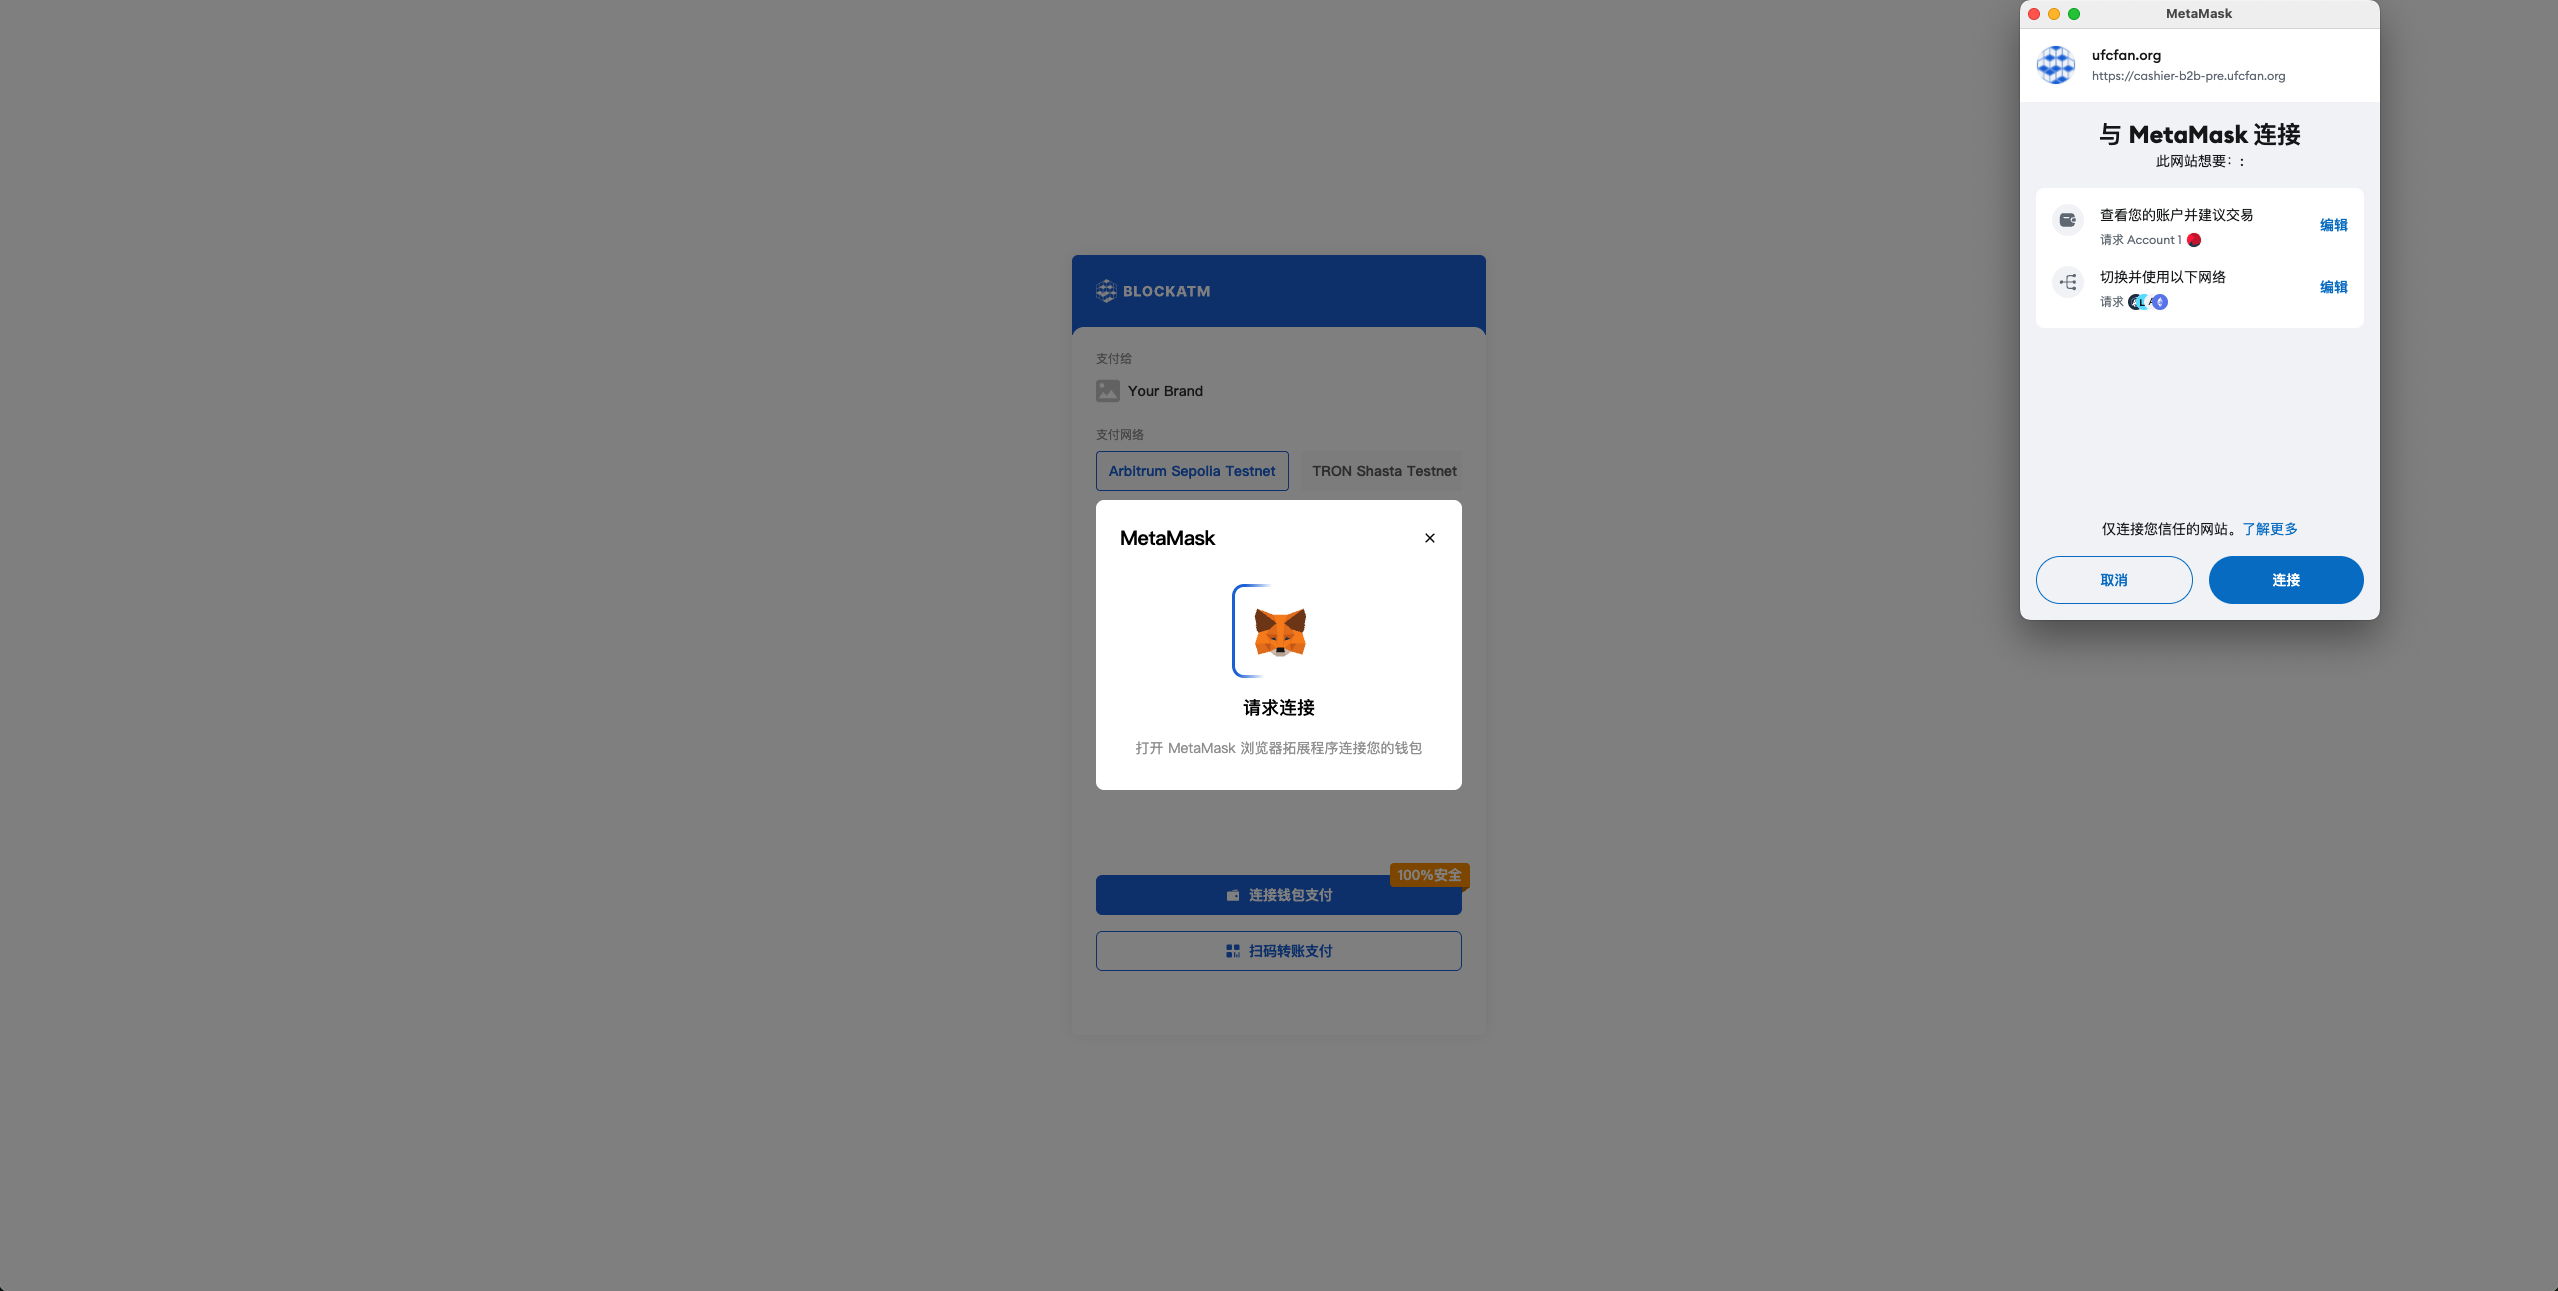 BLOCKATM
支付给
Your Brand
支付网络
Arbitrum Sepolia Testnet
TRON Shasta Testnet
MetaMask
请求连接
打开 MetaMask 浏览器拓展程序连接您的钱包
100%安全
连接钱包支付
扫码转账支付
MetaMask
ufcfan.org
https://cashier-b2b-pre.ufcfan.org
与 MetaMask 连接
此网站想要：:
查看您的账户并建议交易
编辑
请求 Account 1
切换并使用以下网络
编辑
请求
仅连接您信任的网站。了解更多
取消
连接